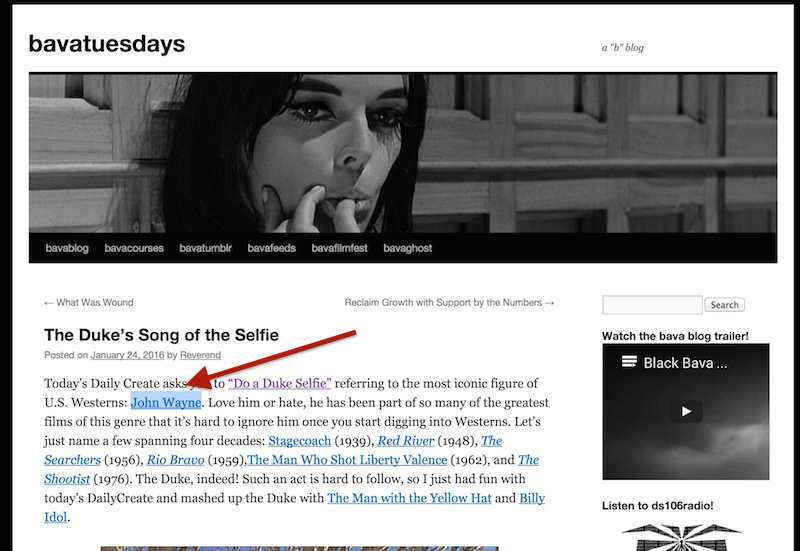 bavatuesdays
a "b" blog
bavablog bavacourses bavatumblr bavafeeds bavafilmfest bavaghost
← What Was Wound Reclaim Growth with Support by the Numbers →
Search
The Duke's Song of the Selfie
Posted on January 24, 2016 by Reverend
Today's Daily Create asks to “Do a Duke Selfie” referring to the most iconic figure of
U.S. Westerns: John Wayne. Love him or hate, he has been part of so many of the greatest
films of this genre that it's hard to ignore him once you start digging into Westerns. Let's
just name a few spanning four decades: Stagecoach (1939), Red River (1948), The
Searchers (1956), Rio Bravo (1959),The Man Who Shot Liberty Valence (1962), and The
Shootist (1976). The Duke, indeed! Such an act is hard to follow, so I just had fun with
today's DailyCreate and mashed up the Duke with The Man with the Yellow Hat and Billy
Idol.
Watch the bava blog trailer!
Black Bava ...
Listen to ds106radio!